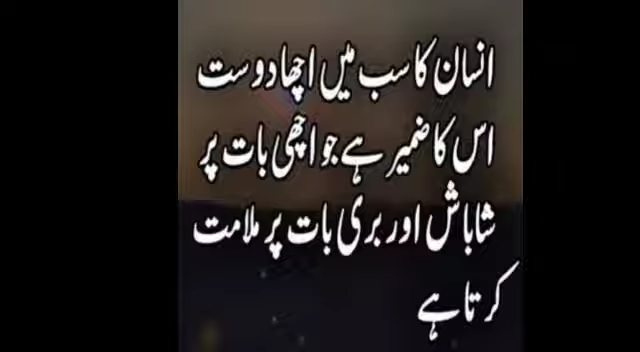 انسان کا سب میں اچھا دوست
اس کا ضمیر ہے جو اچھی بات پر
شاباش اور بری بات پر ملامت
کرتا ہے